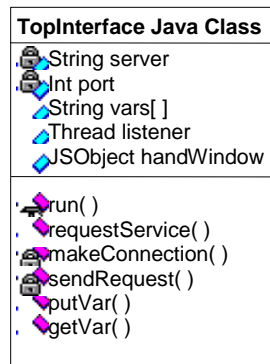 TopInterface Java Class
String server
Int port
String vars[ ]
Thread listener
JSObject handWindow
run( )
requestService( )
makeConnection( )
sendRequest( )
putVar( )
getVar( )